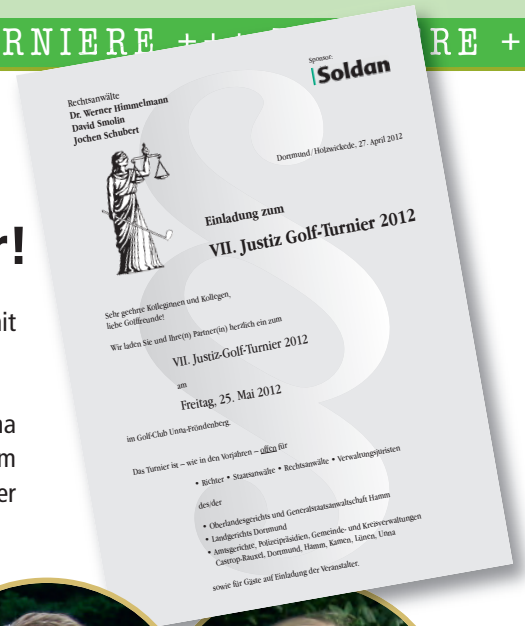 RNIERE +++ RE +
Sponsor:
Soldan
Rechtsanwälte
Dr. Werner Himmelmann
David Smolin
Jochen Schubert
Dortmund/Holzwickede, 27. April 2012
Einladung zum
VII. Justiz Golf-Turnier 2012
Sehr geehrte Kolleginnen und Kollegen,
liebe Golffreunde!
Wir laden Sie und Ihre(n) Partner(in) herzlich ein zum
VII. Justiz-Golf-Turnier 2012
am
Freitag, 25. Mai 2012
im Golf-Club Unna-Fröndenberg.
Das Turnier ist – wie in den Vorjahren – offen für
• Richter • Staatsanwälte • Rechtsanwälte • Verwaltungsjuristen
des/der
• Oberlandesgerichts und Generalstaatsanwaltschaft Hamm
• Landgerichts Dortmund
• Amtsgerichte, Polizeipräsidien, Gemeinde- und Kreisverwaltungen
Castrop-Rauxel, Dortmund, Hamm, Kamen, Lünen, Unna
sowie für Gäste auf Einladung der Veranstalter.
r!
it
na
m
er